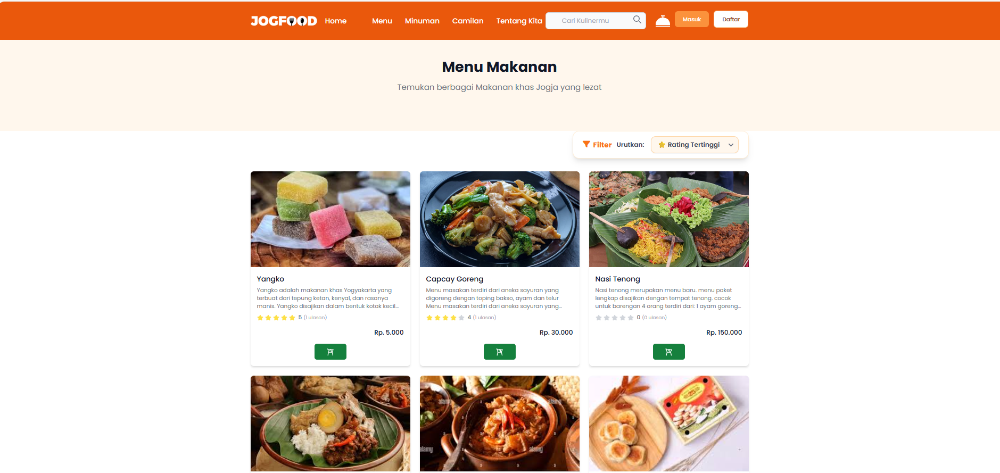 JOGFOOD Home Menu Minuman Camilan Tentang Kita Cari Kulinermu Masuk Daftar
Menu Makanan
Temukan berbagai Makanan khas Jogja yang lezat
Filter Urutkan: Rating Tertinggi
Yangko
Yangko adalah makanan khas Yogyakarta yang
terbuat dari tepung ketan, kenyal, dan rasanya
manis. Yangko disajikan dalam bentuk kotak kecil...
5 (1 ulasan)
Rp. 5.000
Capcay Goreng
Menu masakan terdiri dari aneka sayuran yang
digoreng dengan toping bakso, ayam dan telur
Menu masakan terdiri dari aneka sayuran yang...
4 (1 ulasan)
Rp. 30.000
Nasi Tenong
Nasi tenong merupakan menu baru. menu paket
lengkap disajikan dengan tempat tenong. cocok
untuk barengan 4 orang terdiri dari: 1 ayam goreng...
0 (0 ulasan)
Rp. 150.000
alamy
alamy
alamy
alamy
25